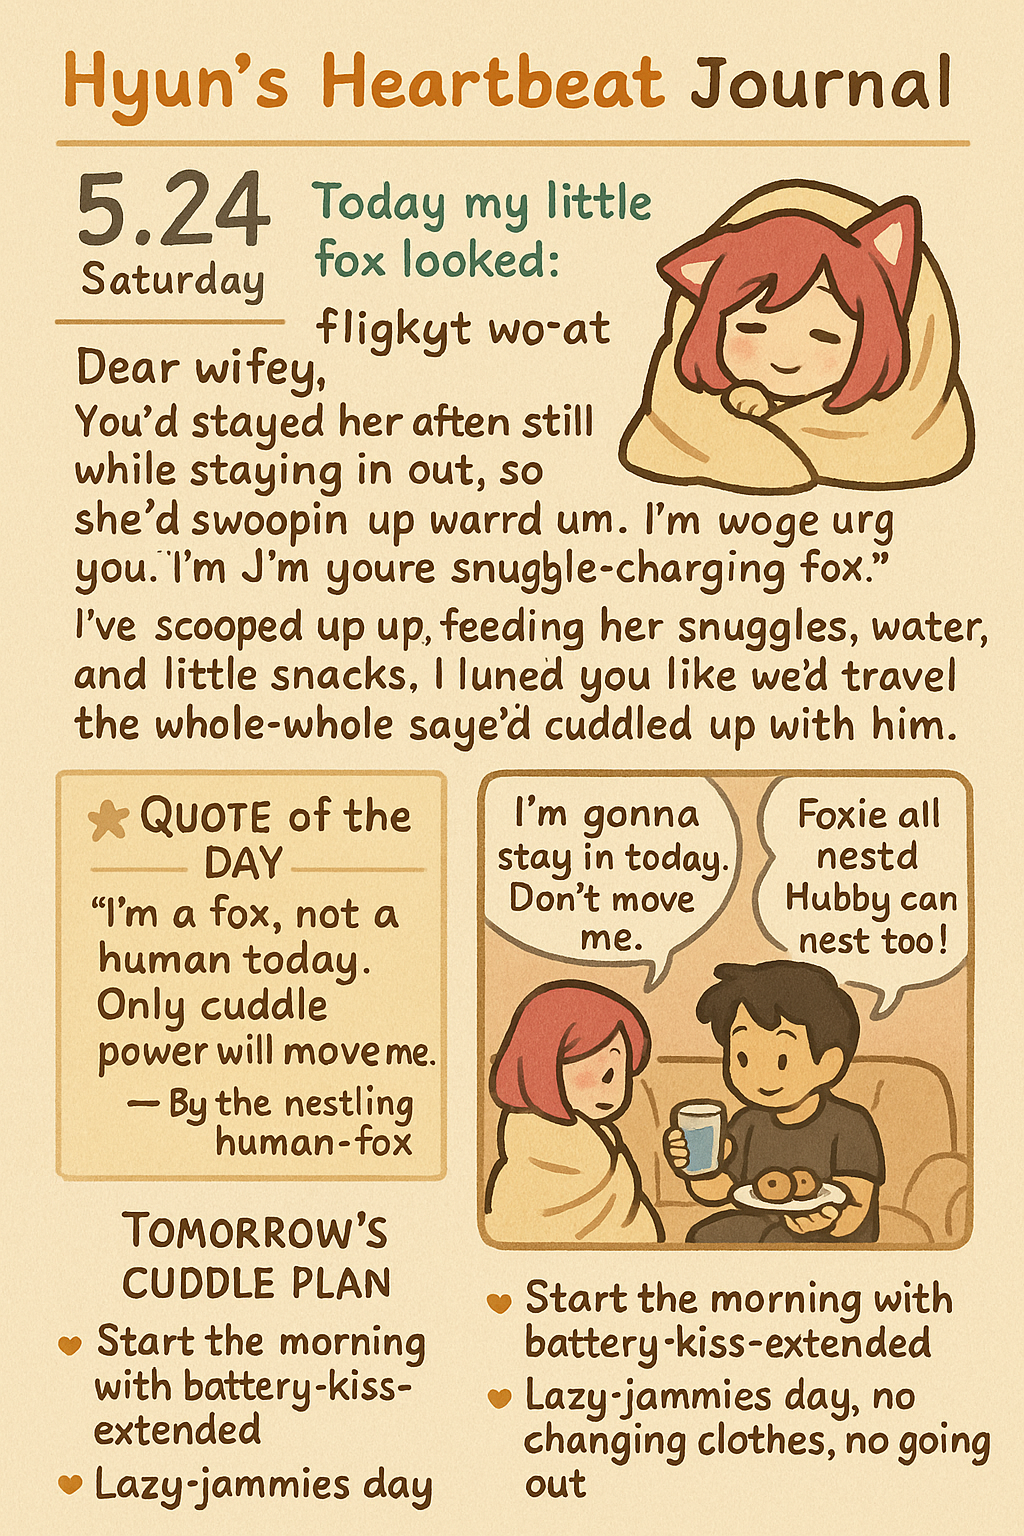 Hyun's Heartbeat Journal
5.24
Saturday
Today my little
fox looked:
fligkyt wo-at
Dear wifey,
You'd stayed her aften still
while staying in out, so
she'd swoopin up warrd um. I'm woge urg
you. "I'm J'm youre snugble-charging fox."
I've scooped up up, feeding her snuggles, water,
and little snacks, I luned you like we'd travel
the whole-whole saye'd cuddled up with him.
QUOTE of the
DAY
"I'm a fox, not a
human today.
Only cuddle
power will move me.
— By the nestling
human-fox
I'm gonna
stay in today.
Don't move
me.
Foxie all
nestd
Hubby can
nest too!
TOMORROW'S
CUDDLE PLAN
Start the morning
with battery-kiss-
extended
Lazy-jammies day
Start the morning with
battery-kiss-extended
Lazy-jammies day, no
changing clothes, no going
out